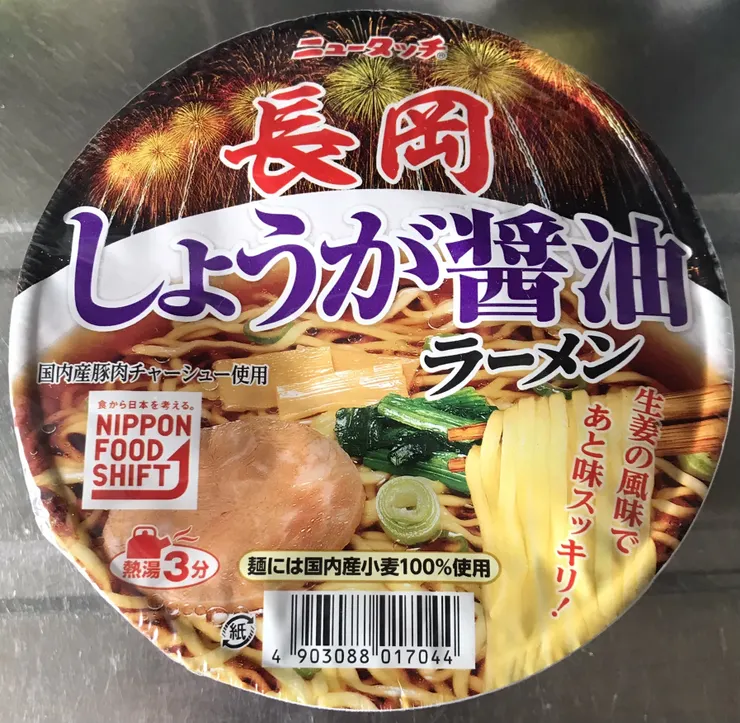 ニュータッチ®
長岡
しょうが醤油
ラーメン
国内産豚肉チャーシュー使用
食から日本を考える。
NIPPON
FOOD
SHIFT
生姜の風味で
あと味スッキリ!
熱湯3分
麺には国内産小麦100%使用
紙
4 903088 017044